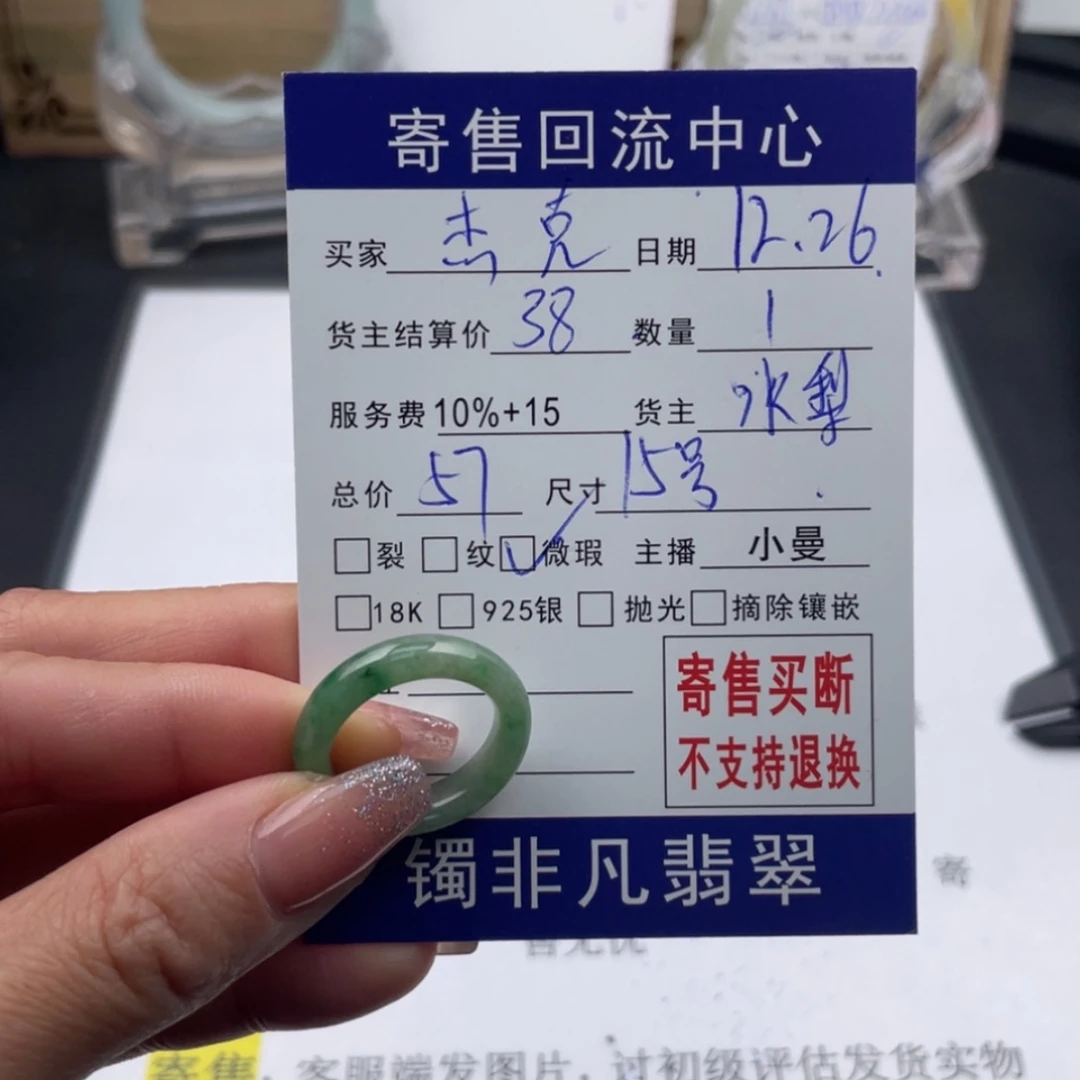 寄售回流中心
买家 杰克 日期 12.26
货主结算价 38 数量 1
服务费 10%+15 货主 冰梨
总价 57 尺寸 15号
裂 纹 微瑕 主播 小曼
18K 925银 抛光 摘除镶嵌
寄售买断
不支持退换
镯非凡翡翠
寄售，客服端发图片，过初级评估发货实物